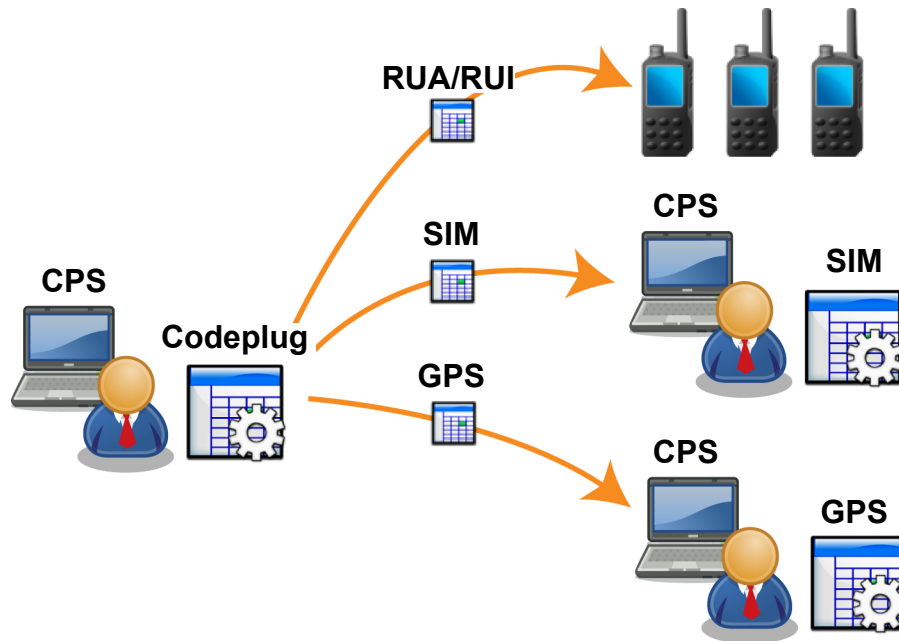 RUA/RUI
CPS
SIM
SIM
CPS
Codeplug
GPS
CPS
GPS